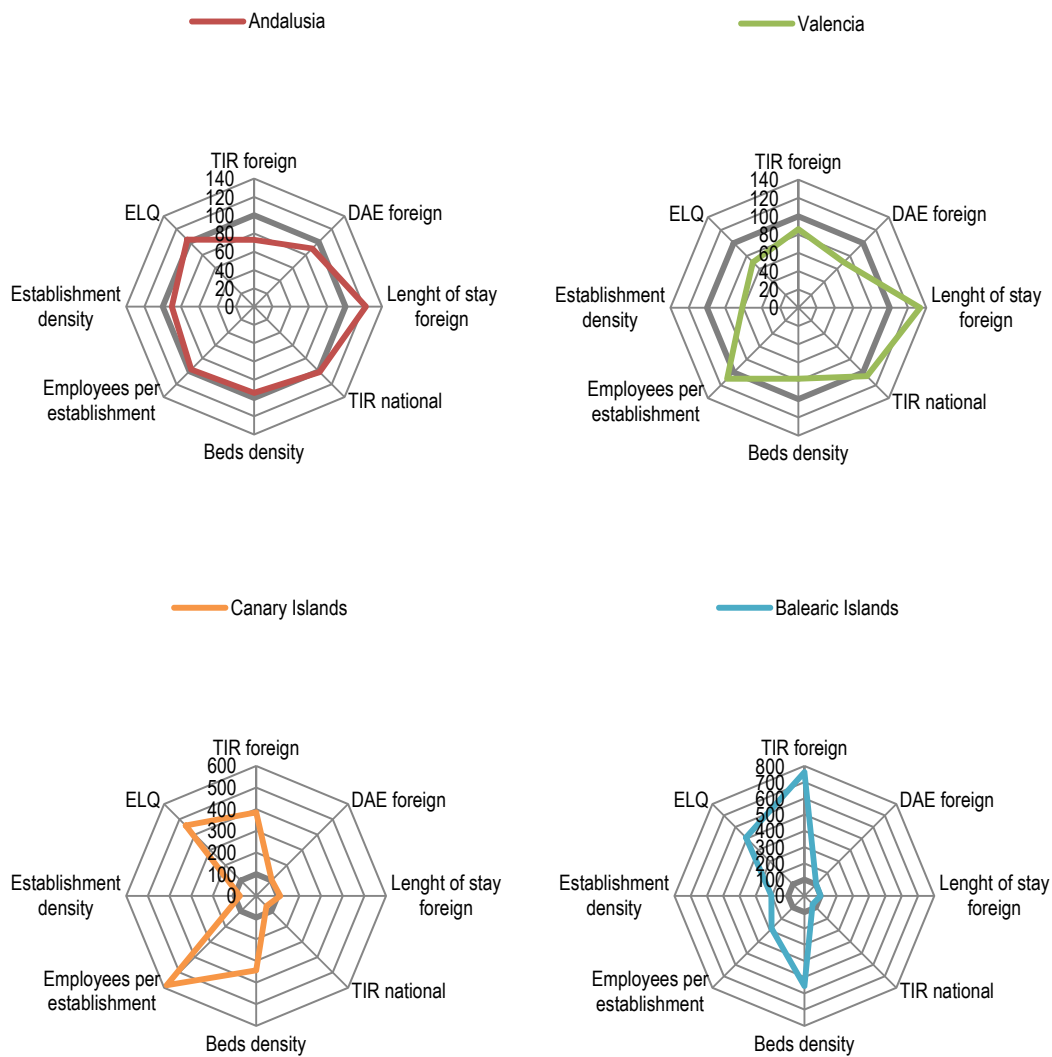 Andalusia
TIR foreign
140
120
100
80
60
40
20
0
DAE foreign
Lenght of stay
foreign
TIR national
Beds density
Employees per
establishment
Establishment
density
ELQ
Valencia
TIR foreign
140
120
100
80
60
40
20
0
DAE foreign
Lenght of stay
foreign
TIR national
Beds density
Employees per
establishment
Establishment
density
ELQ
Canary Islands
TIR foreign
600
500
400
300
200
100
0
DAE foreign
Lenght of stay
foreign
TIR national
Beds density
Employees per
establishment
Establishment
density
ELQ
Balearic Islands
TIR foreign
800
700
600
500
400
300
200
100
0
DAE foreign
Lenght of stay
foreign
TIR national
Beds density
Employees per
establishment
Establishment
density
ELQ